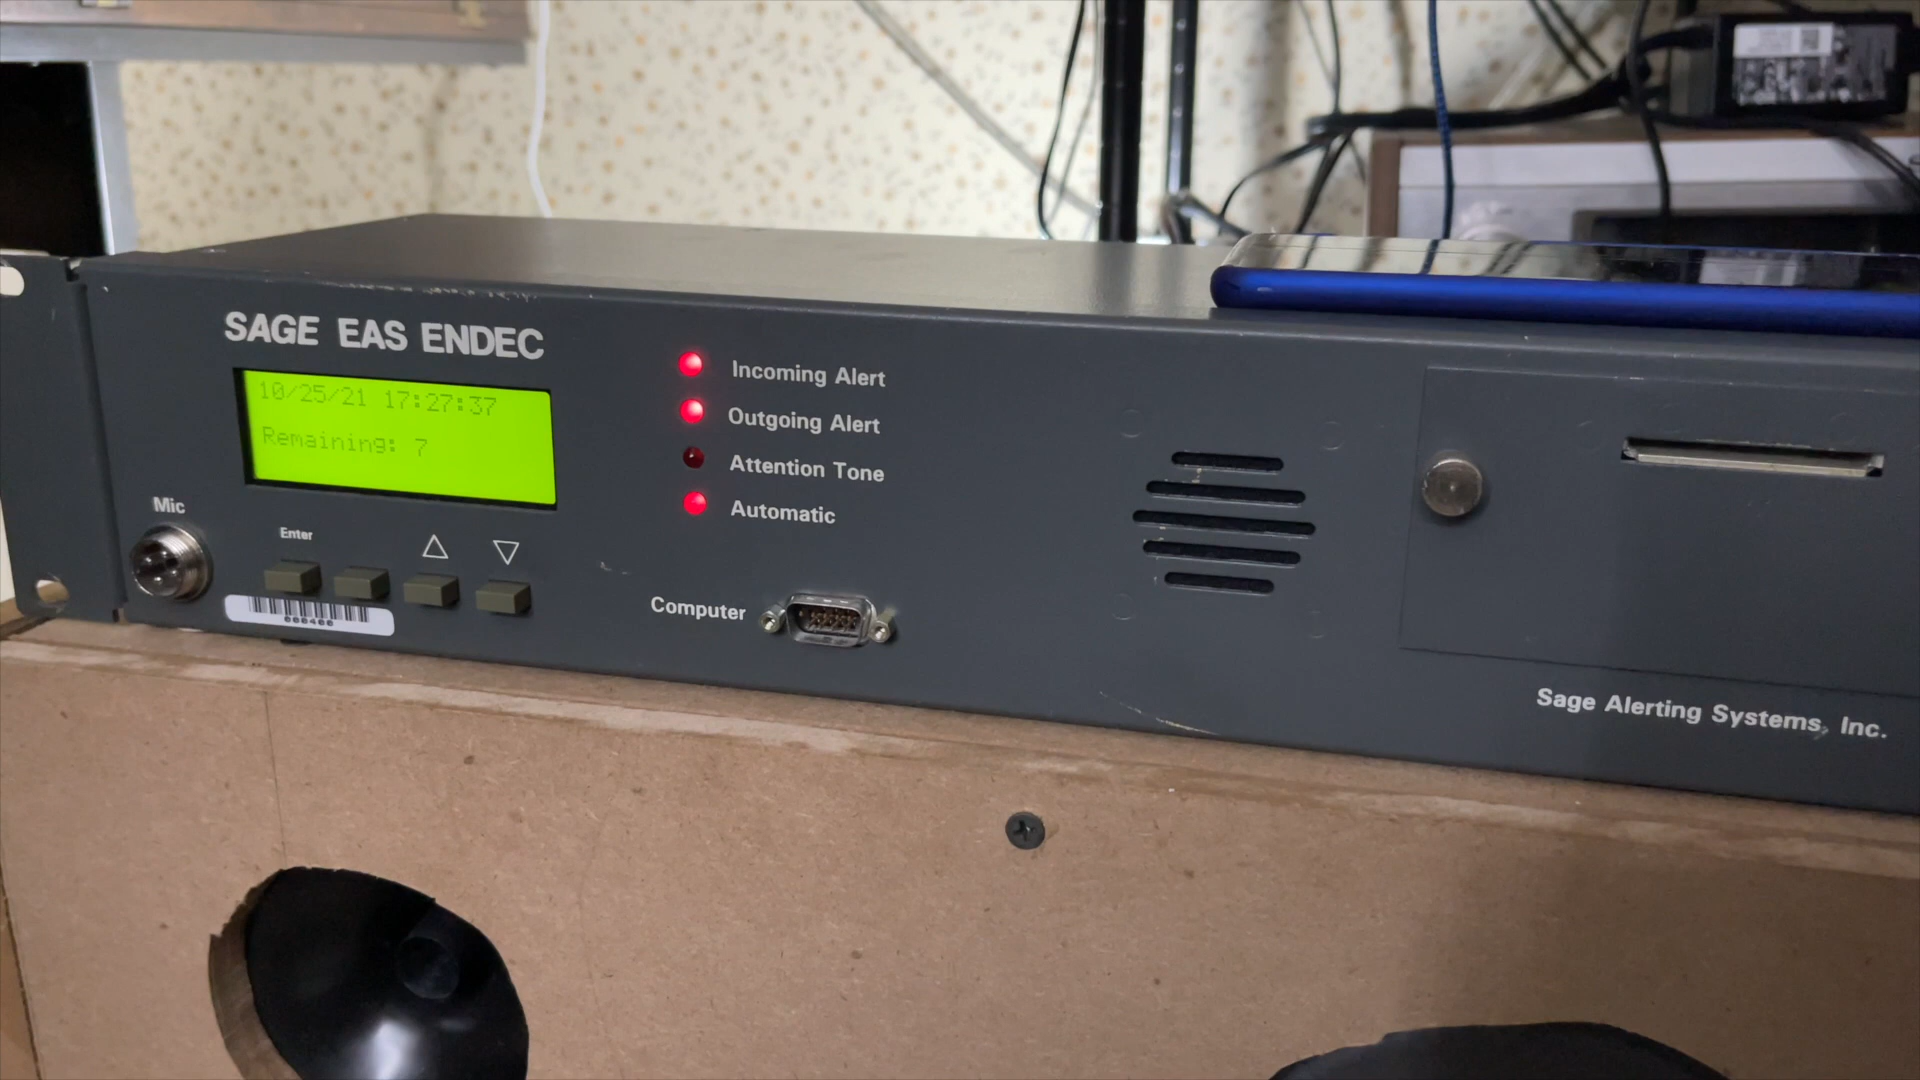 SAGE EAS ENDEC
10/25/21 17:27:37
Remaining: 7
Incoming Alert
Outgoing Alert
Attention Tone
Automatic
Mic
Enter
Computer
Sage Alerting Systems, Inc.